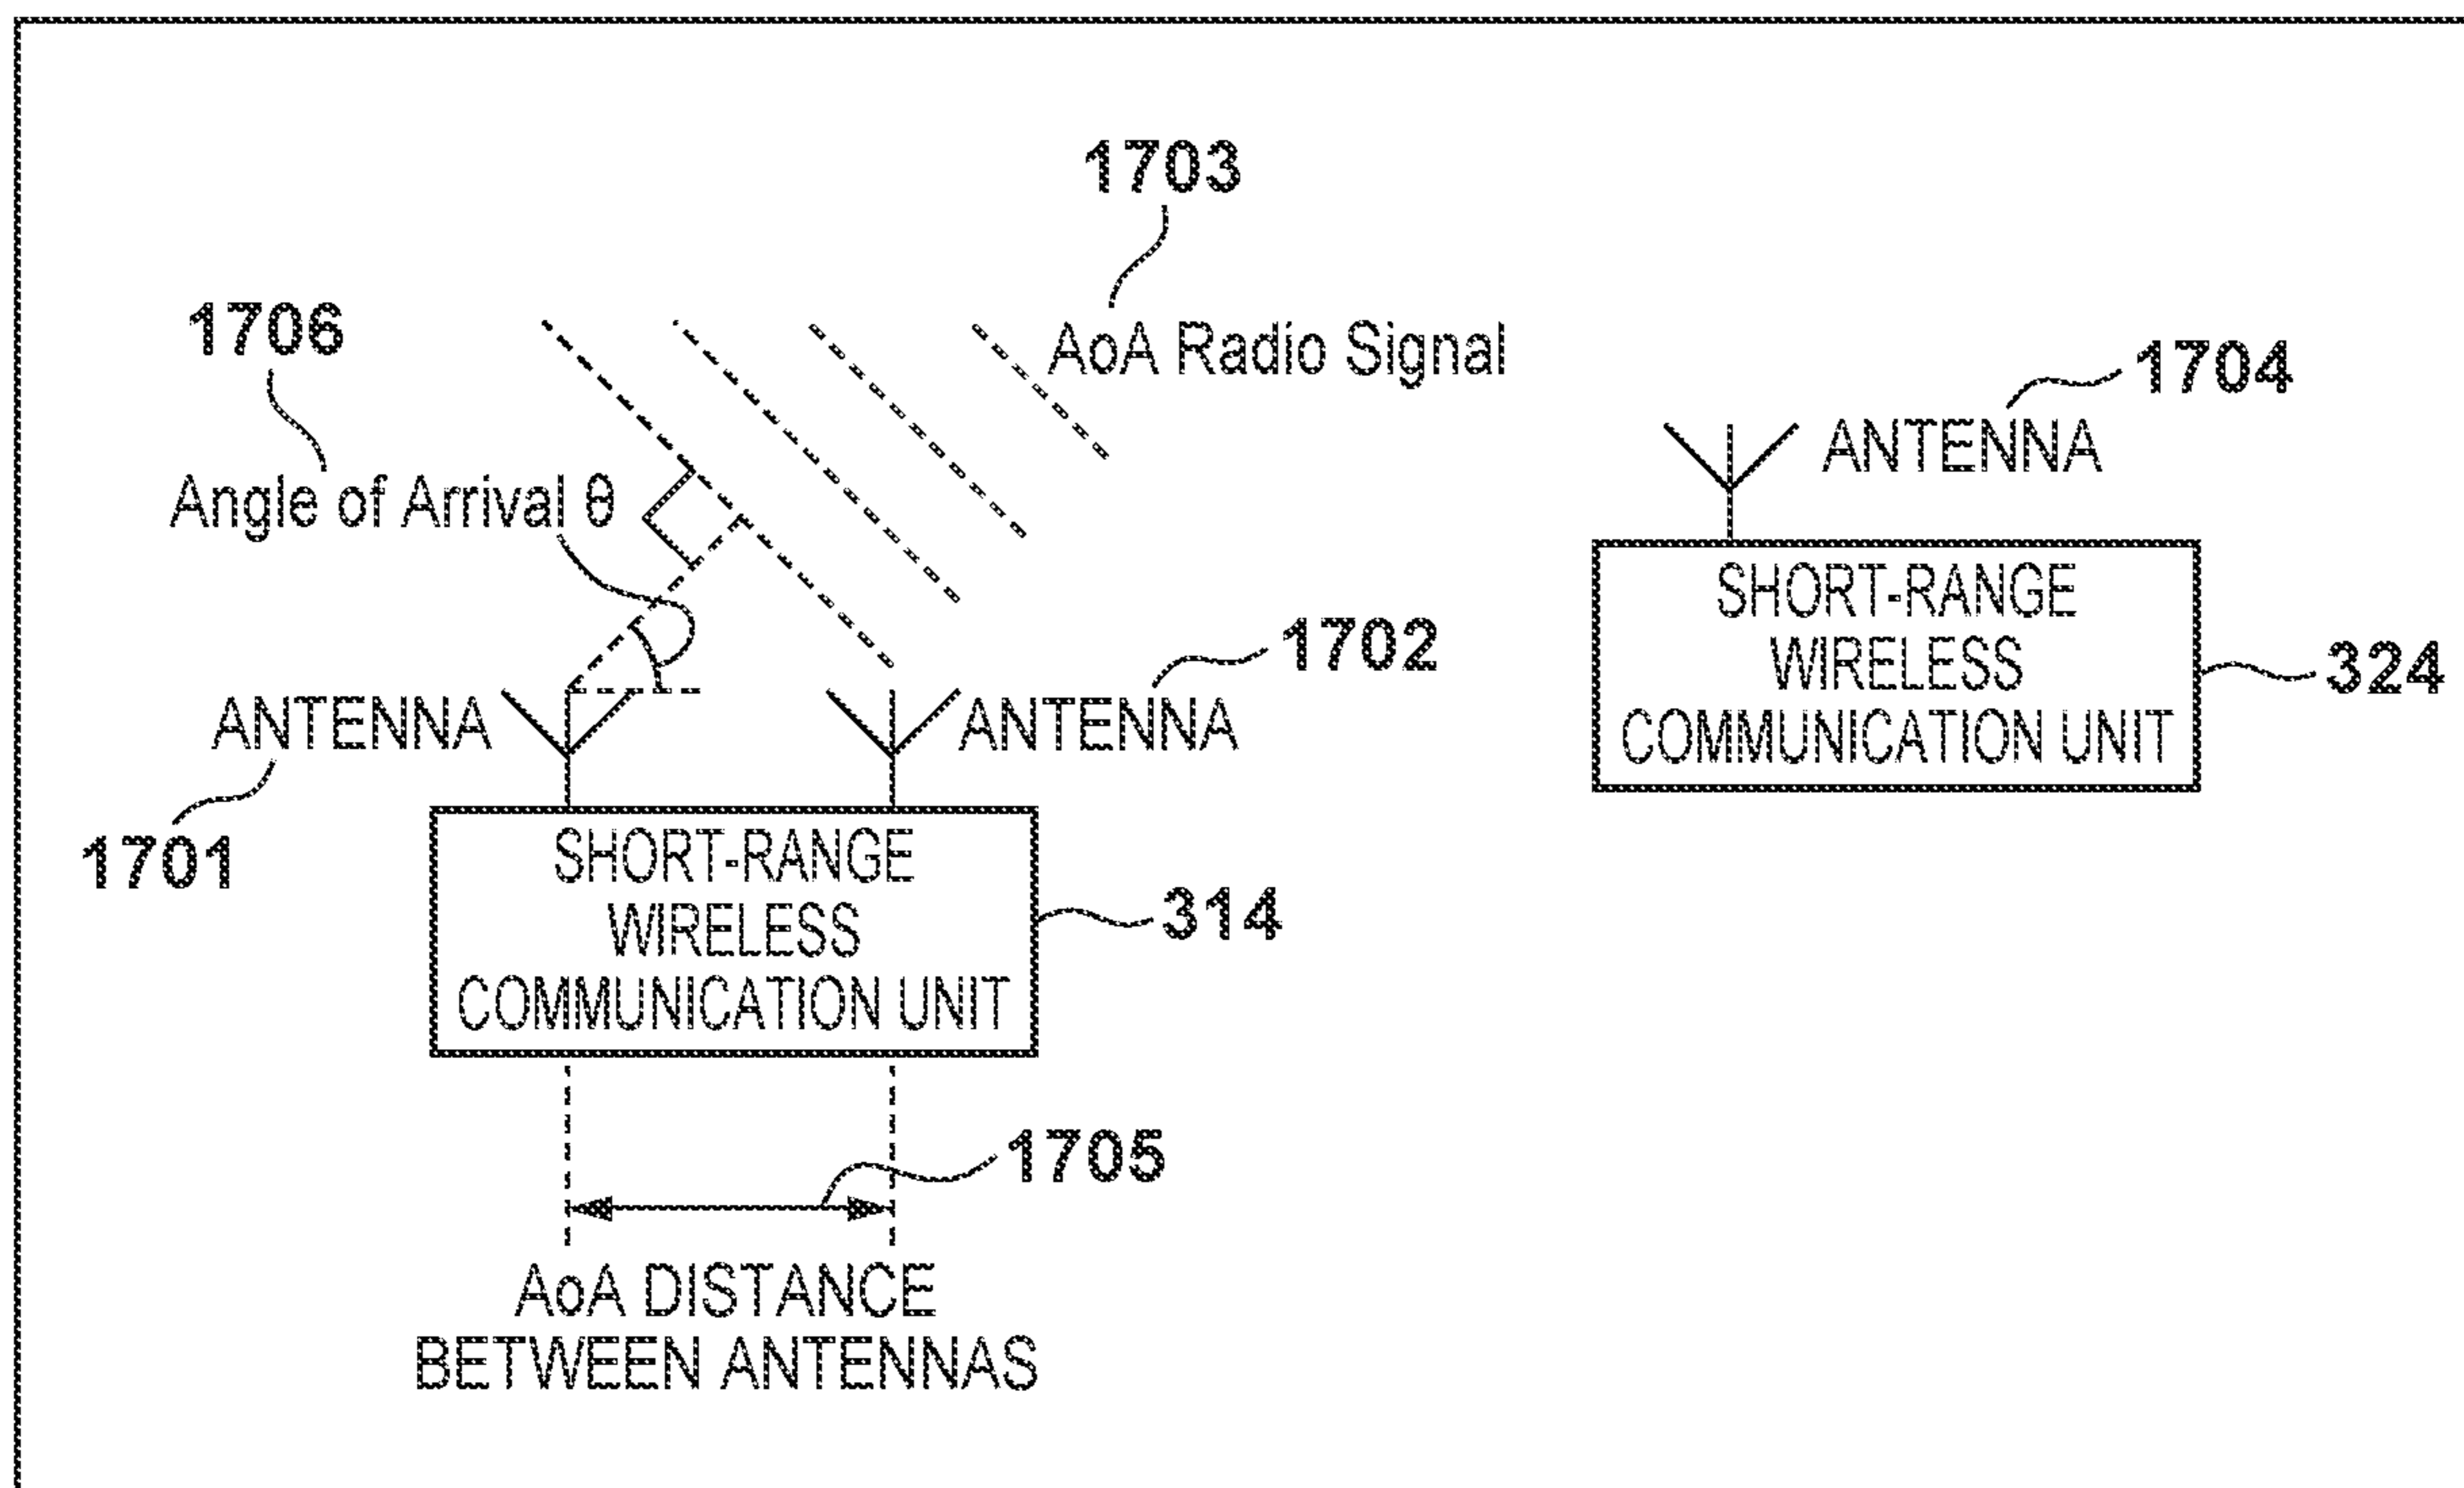 1703
1706
AoA Radio Signal
1704
ANTENNA
Angle of Arrival θ
SHORT-RANGE
WIRELESS
COMMUNICATION UNIT
324
1702
ANTENNA
ANTENNA
1701
SHORT-RANGE
WIRELESS
COMMUNICATION UNIT
314
1705
AoA DISTANCE
BETWEEN ANTENNAS